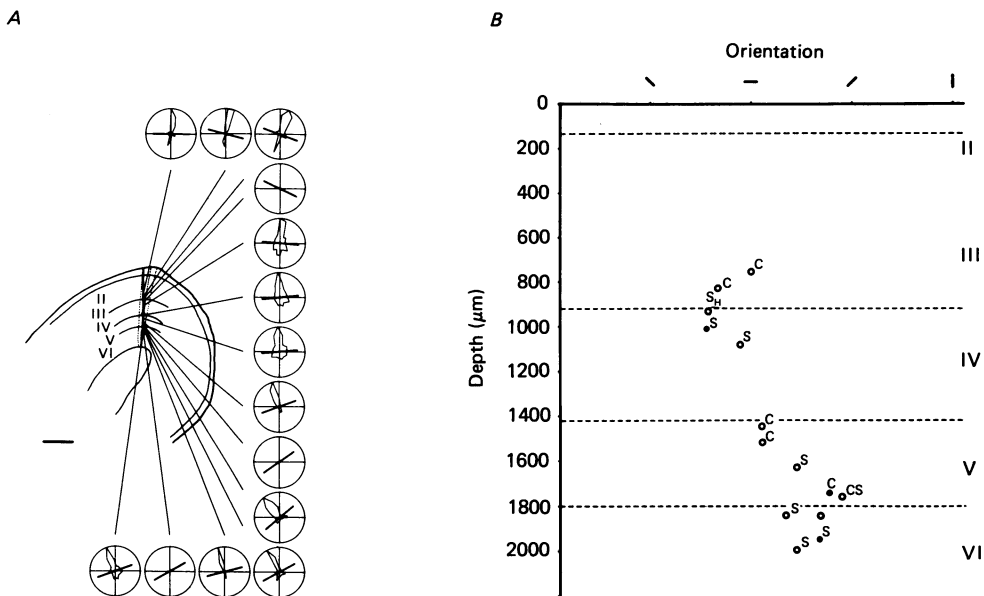 A
II
III
IV
V
VI
B
Orientation
Depth (μm)
0
200
400
600
800
1000
1200
1400
1600
1800
2000
II
III
IV
V
VI
C
C
S_H
S
S
C
C
S
C
CS
S
S
S